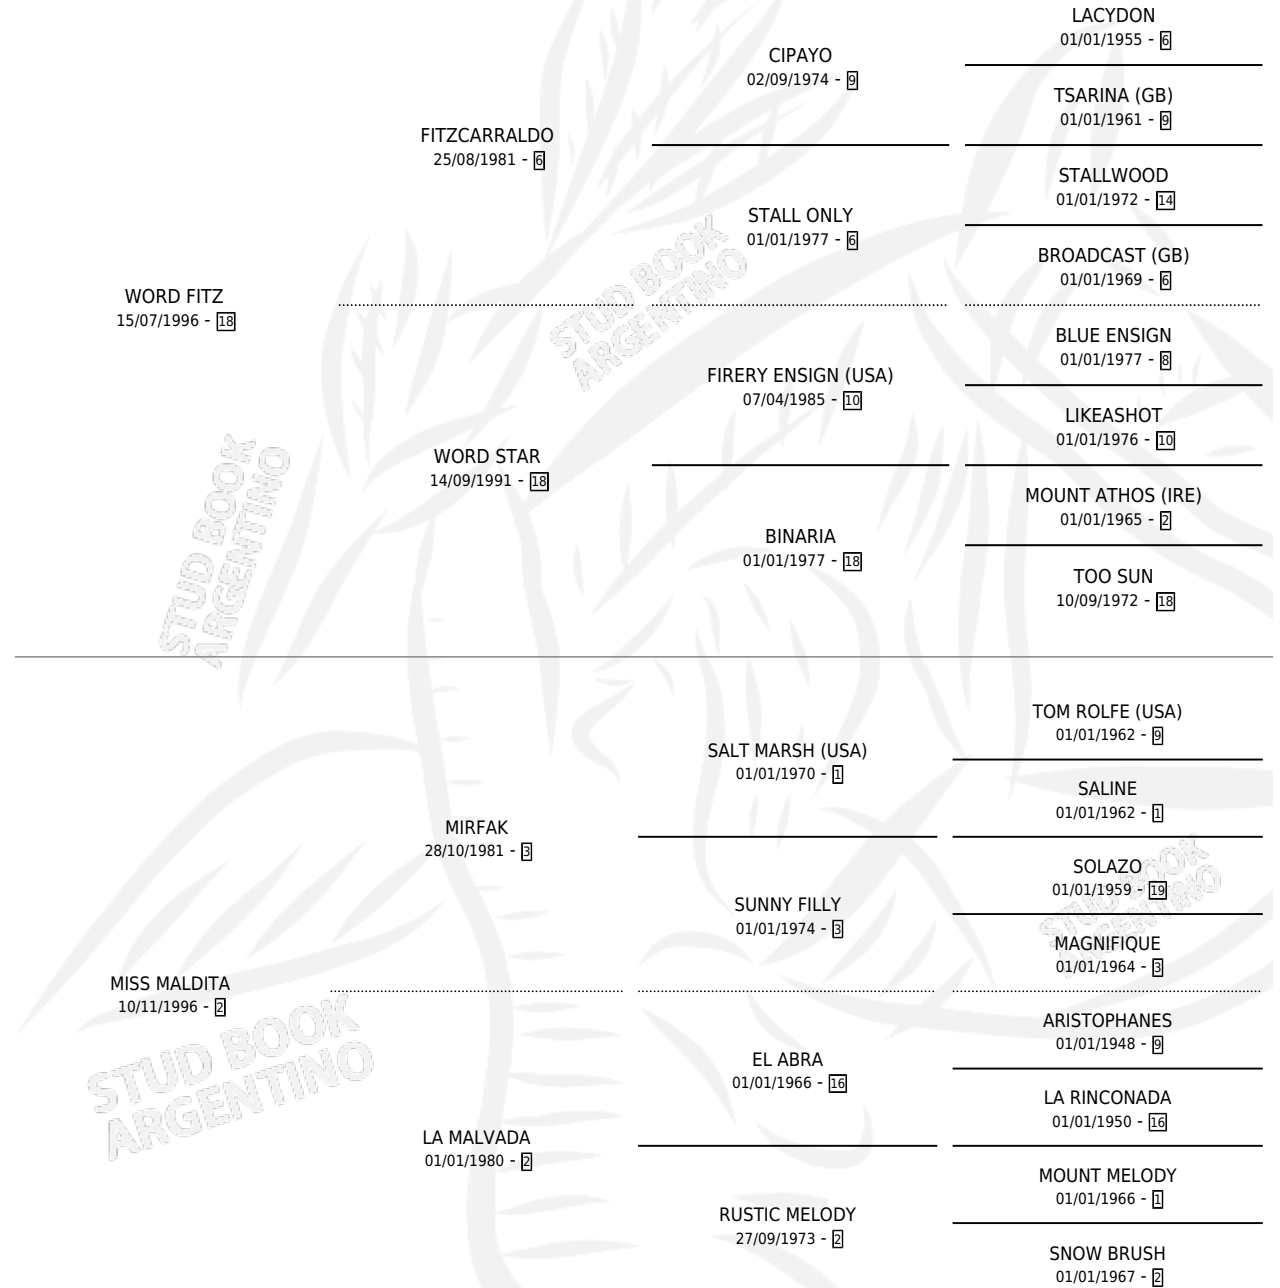 LACYDON
01/01/1955 - 6
CIPAYO
02/09/1974 - 9
TSARINA (GB)
01/01/1961 - 9
FITZCARRALDO
25/08/1981 - 6
STALLWOOD
01/01/1972 - 14
STALL ONLY
01/01/1977 - 6
BROADCAST (GB)
01/01/1969 - 6
WORD FITZ
15/07/1996 - 18
BLUE ENSIGN
01/01/1977 - 8
FIRERY ENSIGN (USA)
07/04/1985 - 10
LIKEASHOT
01/01/1976 - 10
WORD STAR
14/09/1991 - 18
MOUNT ATHOS (IRE)
01/01/1965 - 2
BINARIA
01/01/1977 - 18
TOO SUN
10/09/1972 - 18
TOM ROLFE (USA)
01/01/1962 - 9
SALT MARSH (USA)
01/01/1970 - 1
SALINE
01/01/1962 - 1
MIRFAK
28/10/1981 - 3
SOLAZO
01/01/1959 - 19
SUNNY FILLY
01/01/1974 - 3
MAGNIFIQUE
01/01/1964 - 3
MISS MALDITA
10/11/1996 - 2
ARISTOPHANES
01/01/1948 - 9
EL ABRA
01/01/1966 - 16
LA RINCONADA
01/01/1950 - 16
LA MALVADA
01/01/1980 - 2
MOUNT MELODY
01/01/1966 - 1
RUSTIC MELODY
27/09/1973 - 2
SNOW BRUSH
01/01/1967 - 2
STUD BOOK
ARGENTINO
STUD BOOK
ARGENTINO
STUD BOOK
ARGENTINO
STUD BOOK
ARGENTINO